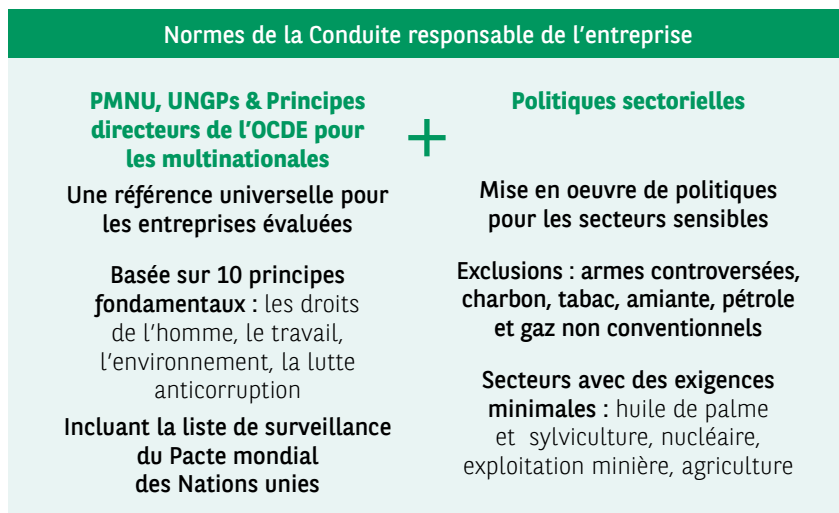 Normes de la Conduite responsable de l'entreprise
PMNU, UNGPs & Principes
directeurs de l'OCDE pour
les multinationales
Une référence universelle pour
les entreprises évaluées
Basée sur 10 principes
fondamentaux : les droits
de l'homme, le travail,
l'environnement, la lutte
anticorruption
Incluant la liste de surveillance
du Pacte mondial
des Nations unies
+
Politiques sectorielles
Mise en oeuvre de politiques
pour les secteurs sensibles
Exclusions : armes controversées,
charbon, tabac, amiante, pétrole
et gaz non conventionnels
Secteurs avec des exigences
minimales : huile de palme
et sylviculture, nucléaire,
exploitation minière, agriculture